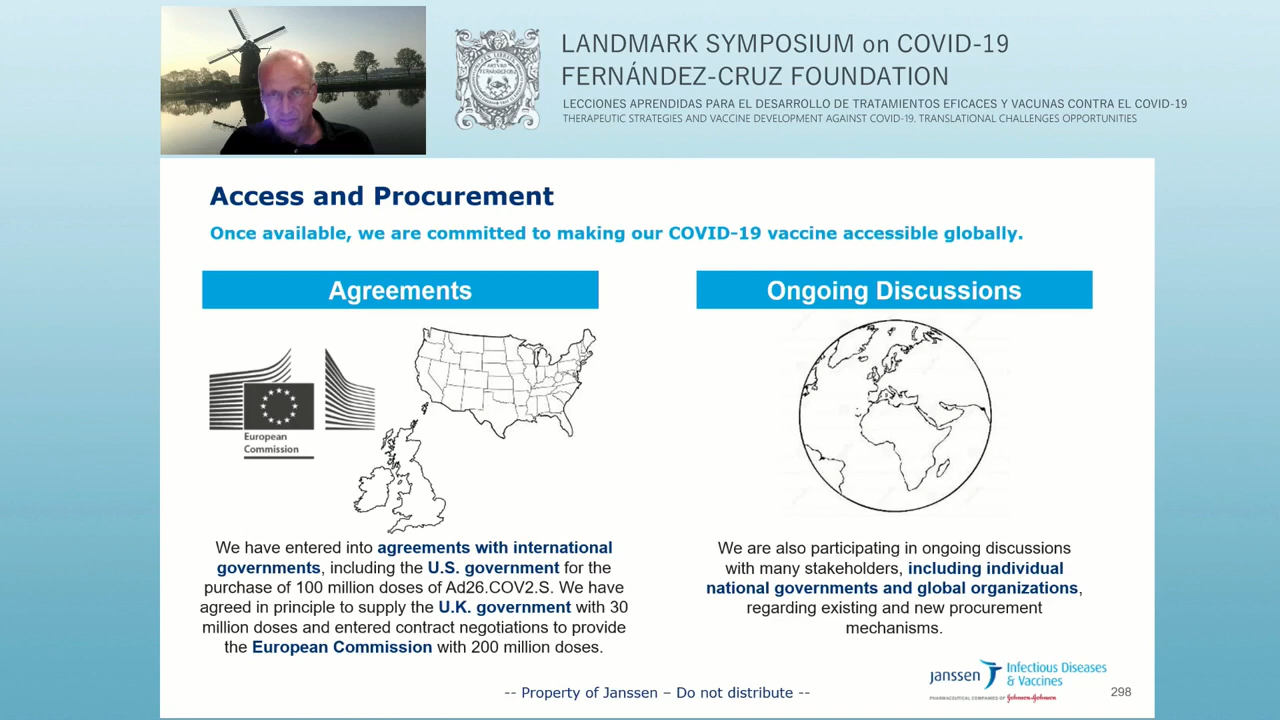 LANDMARK SYMPOSIUM on COVID-19
FERNÁNDEZ-CRUZ FOUNDATION
LECCIONES APRENDIDAS PARA EL DESARROLLO DE TRATAMIENTOS EFICACES Y VACUNAS CONTRA EL COVID-19
THERAPEUTIC STRATEGIES AND VACCINE DEVELOPMENT AGAINST COVID-19. TRANSLATIONAL CHALLENGES OPPORTUNITIES
Access and Procurement
Once available, we are committed to making our COVID-19 vaccine accessible globally.
Agreements
European
Commission
We have entered into agreements with international
governments, including the U.S. government for the
purchase of 100 million doses of Ad26.COV2.S. We have
agreed in principle to supply the U.K. government with 30
million doses and entered contract negotiations to provide
the European Commission with 200 million doses.
Ongoing Discussions
We are also participating in ongoing discussions
with many stakeholders, including individual
national governments and global organizations,
regarding existing and new procurement
mechanisms.
-- Property of Janssen – Do not distribute --
janssen
Infectious Diseases
& Vaccines
PHARMACEUTICAL COMPANIES OF Johnson & Johnson
298